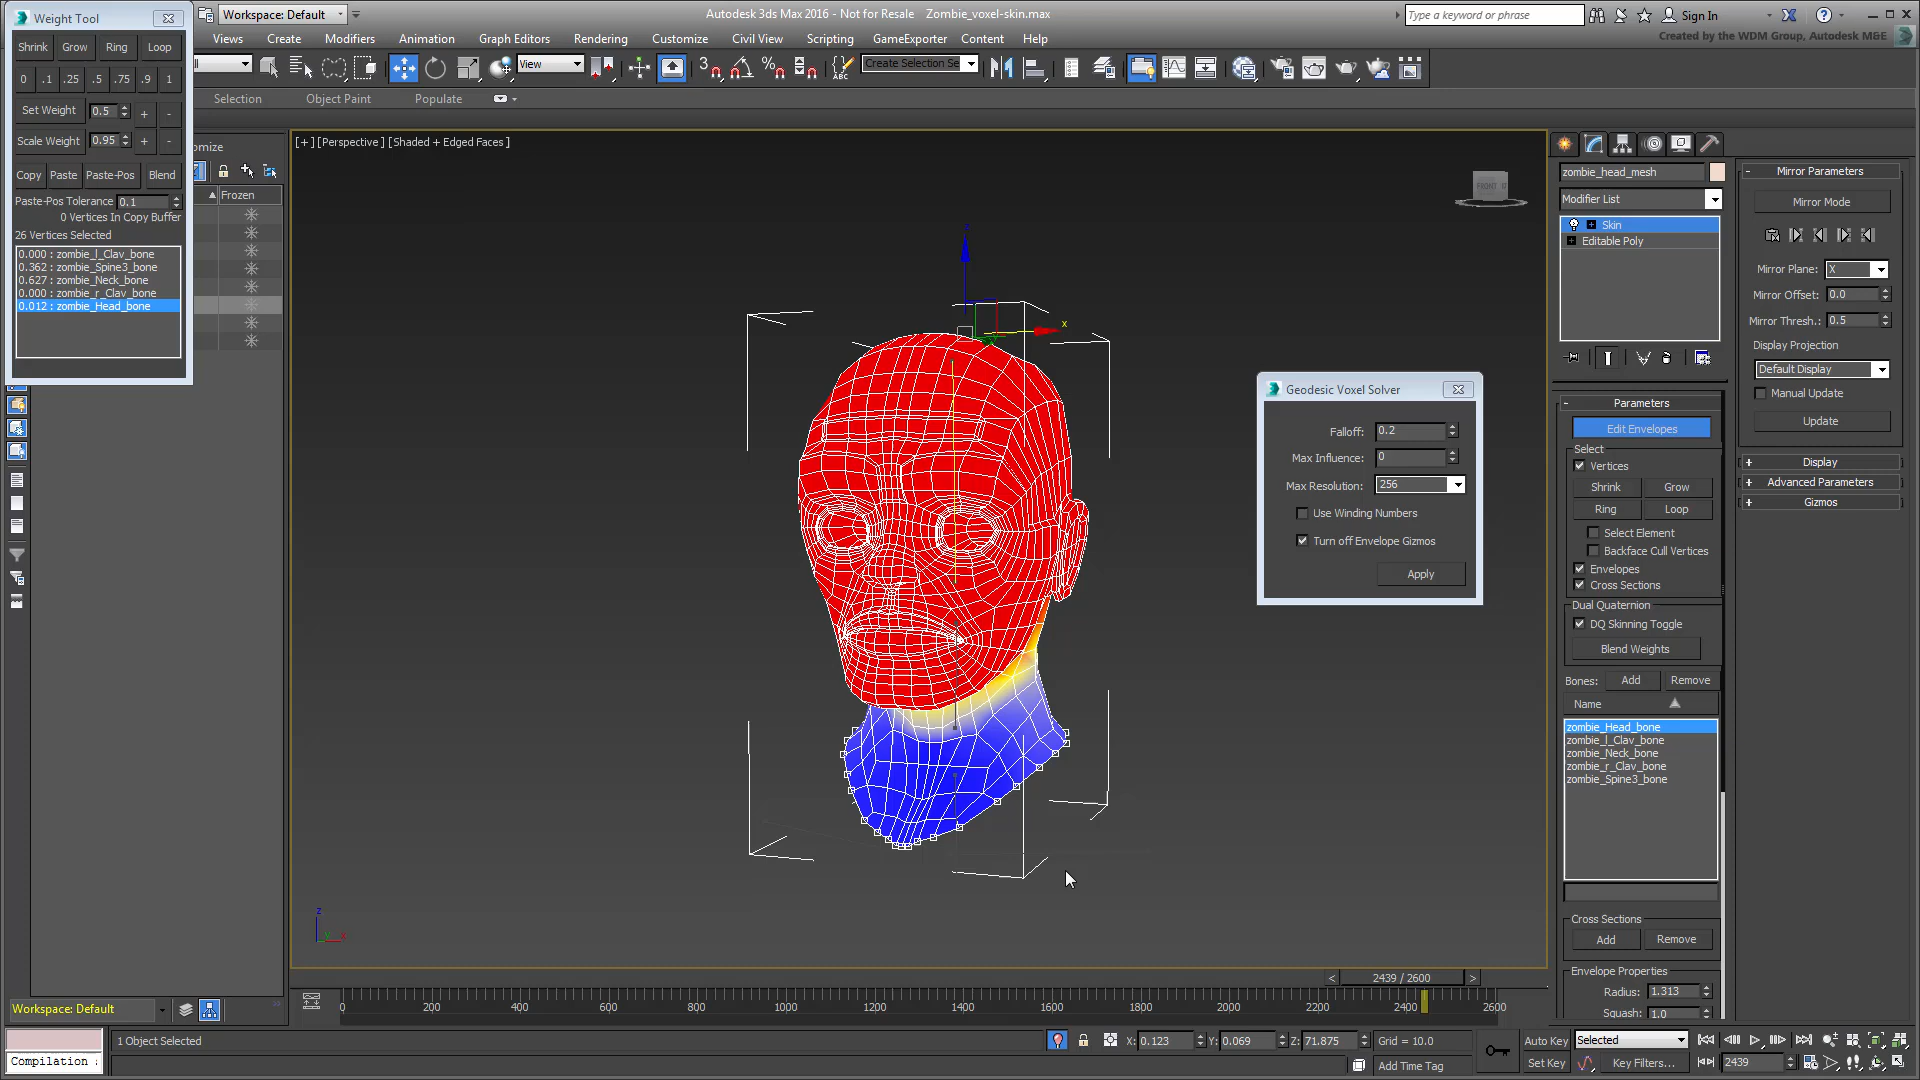 Weight Tool
Workspace: Default
Autodesk 3ds Max 2016 - Not for Resale    Zombie_voxel-skin.max
Type a keyword or phrase
Sign In
Created by the WDM Group, Autodesk M&E
Views
Create
Modifiers
Animation
Graph Editors
Rendering
Customize
Civil View
Scripting
GameExporter
Content
Help
Shrink
Grow
Ring
Loop
0
.1
.25
.5
.75
.9
1
Set Weight
0.5
+
-
Scale Weight
0.95
+
-
Copy
Paste
Paste-Pos
Blend
Paste-Pos Tolerance
0.1
0 Vertices In Copy Buffer
26 Vertices Selected
0.000 : zombie_l_Clav_bone
0.362 : zombie_Spine3_bone
0.627 : zombie_Neck_bone
0.000 : zombie_r_Clav_bone
0.012 : zombie_Head_bone
View
3
%
ABC
Create Selection Se
Selection
Object Paint
Populate
omize
Frozen
[+] [Perspective] [Shaded + Edged Faces]
FRONT
z
x
Geodesic Voxel Solver
Falloff:
0.2
Max Influence:
0
Max Resolution:
256
Use Winding Numbers
Turn off Envelope Gizmos
Apply
z
x
zombie_head_mesh
Modifier List
Skin
Editable Poly
Parameters
Edit Envelopes
Select
Vertices
Shrink
Grow
Ring
Loop
Select Element
Backface Cull Vertices
Envelopes
Cross Sections
Dual Quaternion
DQ Skinning Toggle
Blend Weights
Bones:
Add
Remove
Name
zombie_Head_bone
zombie_l_Clav_bone
zombie_Neck_bone
zombie_r_Clav_bone
zombie_Spine3_bone
Cross Sections
Add
Remove
Envelope Properties
Radius:
1.313
Squash:
1.0
Mirror Parameters
Mirror Mode
Mirror Plane:
X
Mirror Offset:
0.0
Mirror Thresh.:
0.5
Display Projection
Default Display
Manual Update
Update
Display
Advanced Parameters
Gizmos
2439 / 2600
0
200
400
600
800
1000
1200
1400
1600
1800
2000
2200
2400
2600
Workspace: Default
Compilation :
1 Object Selected
X:
0.123
Y:
0.069
Z:
71.875
Grid = 10.0
Add Time Tag
Auto Key
Selected
Set Key
Key Filters...
2439